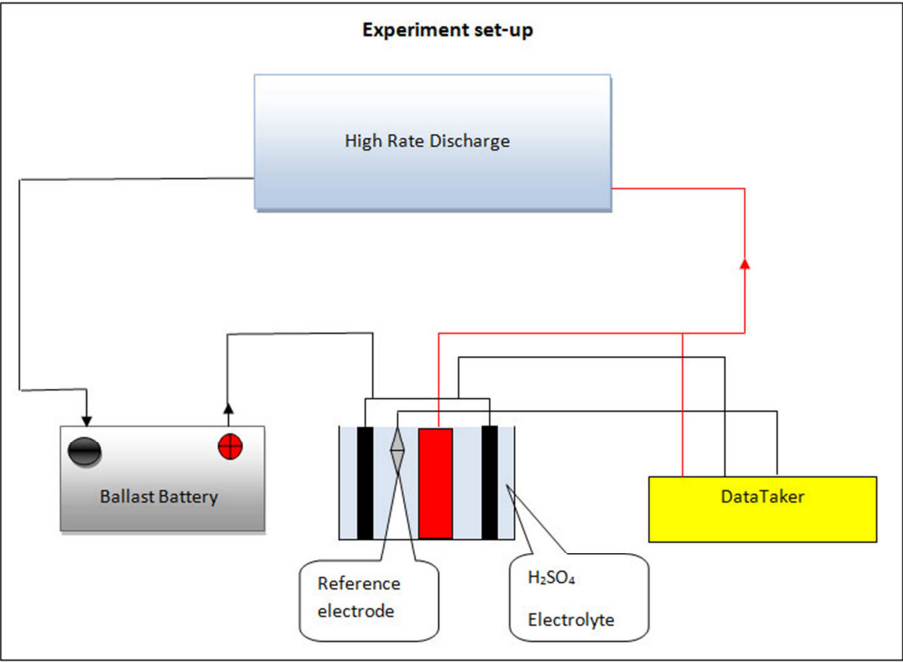 Experiment set-up
High Rate Discharge
Ballast Battery
DataTaker
Reference
electrode
H₂SO₄
Electrolyte